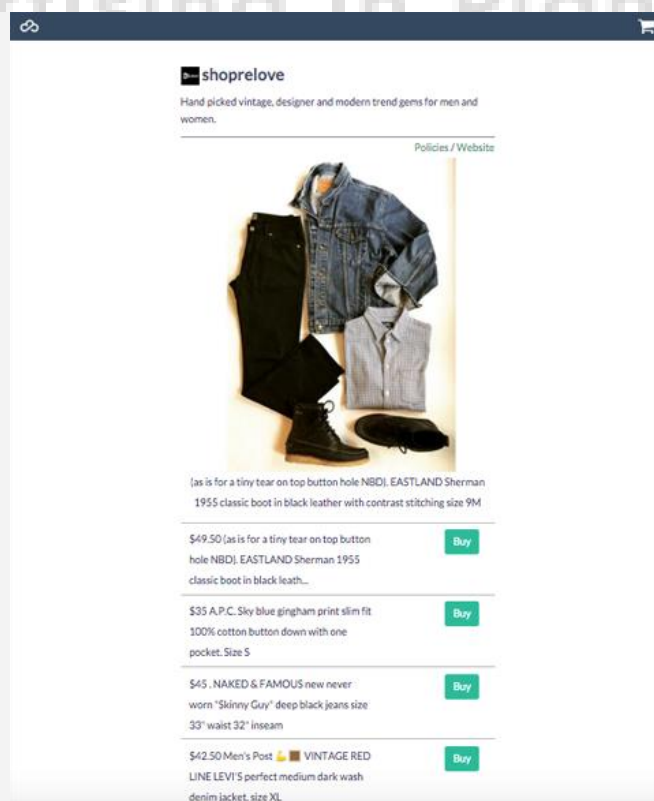 shoprelove
Hand picked vintage, designer and modern trend gems for men and
women.
Policies / Website
(as is for a tiny tear on top button hole NBD). EASTLAND Sherman
1955 classic boot in black leather with contrast stitching size 9M
$49.50 (as is for a tiny tear on top button
hole NBD). EASTLAND Sherman 1955
classic boot in black leath...
Buy
$35 A.P.C. Sky blue gingham print slim fit
100% cotton button down with one
pocket. Size S
Buy
$45 . NAKED & FAMOUS new never
worn "Skinny Guy" deep black jeans size
33" waist 32" inseam
Buy
$42.50 Men's Post 💪🏾 VINTAGE RED
LINE LEVI'S perfect medium dark wash
denim jacket, size XL
Buy